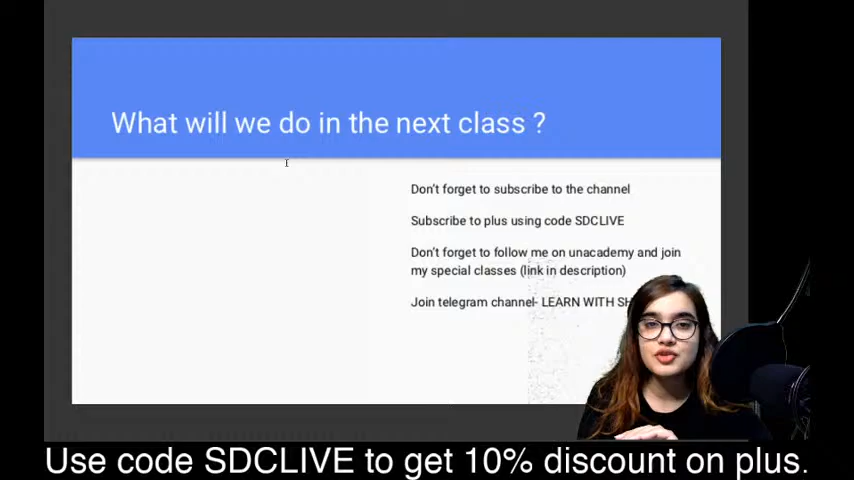 What will we do in the next class ?
Don't forget to subscribe to the channel
Subscribe to plus using code SDCLIVE
Don't forget to follow me on unacademy and join
my special classes (link in description)
Join telegram channel- LEARN WITH
Use code SDCLIVE to get 10% discount on plus.